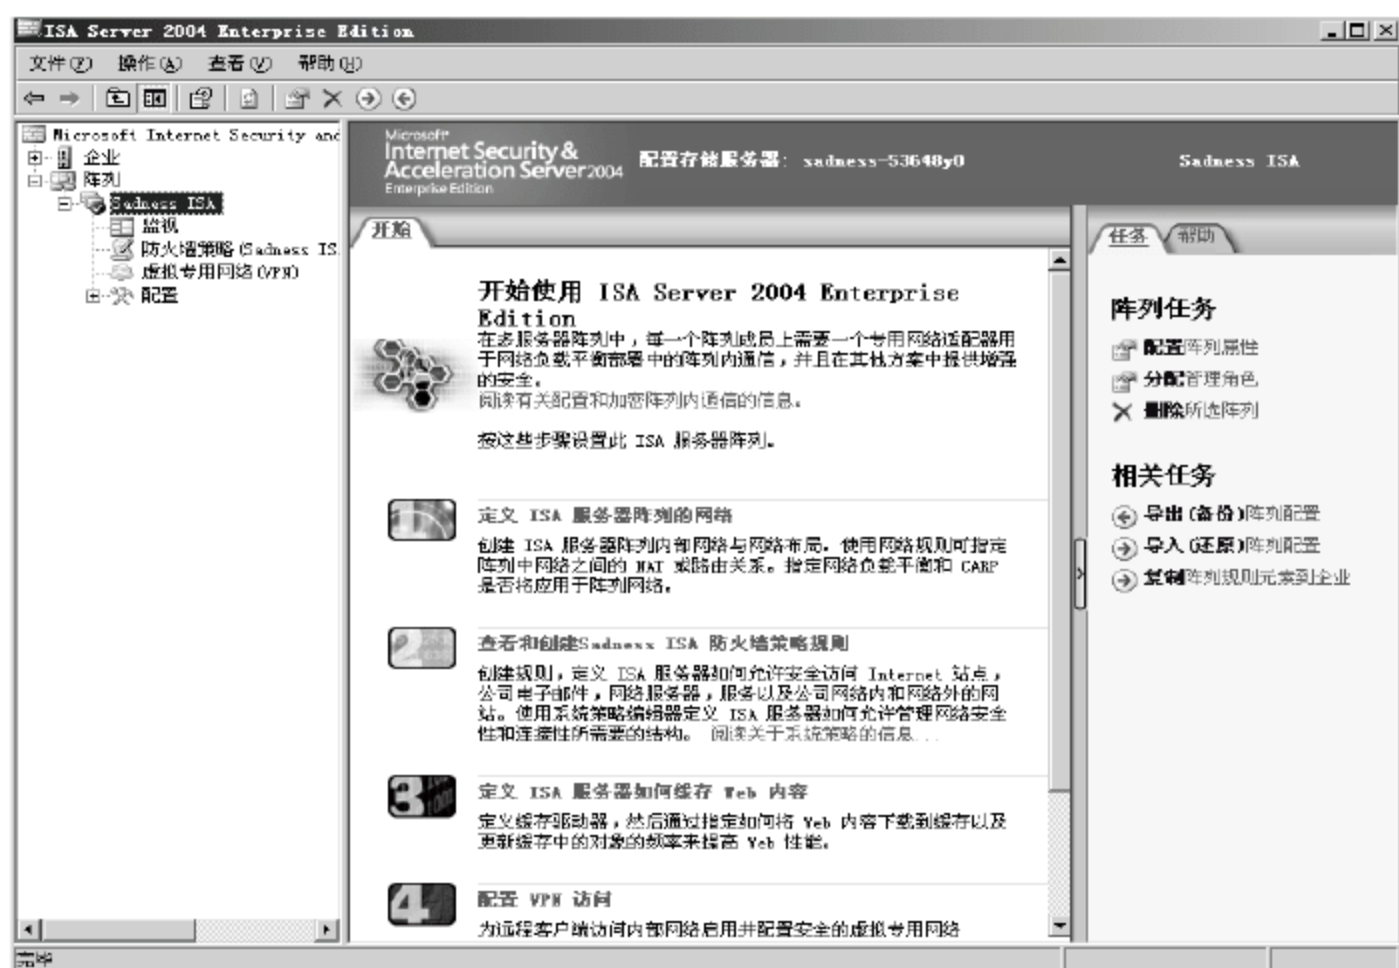 ISA Server 2004 Enterprise Edition
文件(F) 操作(A) 查看(V) 帮助(H)
Microsoft Internet Security and
企业
阵列
Sadness ISA
监视
防火墙策略(Sadness IS
虚拟专用网络(VPN)
配置
Microsoft
Internet Security &
Acceleration Server 2004
Enterprise Edition
配置存储服务器: sadness-53648y0
Sadness ISA
开始
开始使用 ISA Server 2004 Enterprise
Edition
在多服务器阵列中，每一个阵列成员上需要一个专用网络适配器用
于网络负载平衡部署中的阵列内通信，并且在其他方案中提供增强
的安全。
阅读有关配置和加密阵列内通信的信息。
按这些步骤设置此 ISA 服务器阵列。
1
定义 ISA 服务器阵列的网络
创建 ISA 服务器阵列内部网络与网络布局。使用网络规则可指定
阵列中网络之间的 NAT 或路由关系。指定网络负载平衡和 CARP
是否将应用于阵列网络。
2
查看和创建Sadness ISA 防火墙策略规则
创建规则，定义 ISA 服务器如何允许安全访问 Internet 站点，
公司电子邮件，网络服务器，服务以及公司网络内和网络外的网
站。使用系统策略编辑器定义 ISA 服务器如何允许管理网络安全
性和连接性所需要的结构。 阅读关于系统策略的信息...
3
定义 ISA 服务器如何缓存 Web 内容
定义缓存驱动器，然后通过指定如何将 Web 内容下载到缓存以及
更新缓存中的对象的频率来提高 Web 性能。
4
配置 VPN 访问
为远程客户端访问内部网络启用并配置安全的虚拟专用网络
任务 帮助
阵列任务
配置阵列属性
分配管理角色
删除所选阵列
相关任务
导出(备份)阵列配置
导入(还原)阵列配置
复制阵列规则元素到企业
完毕